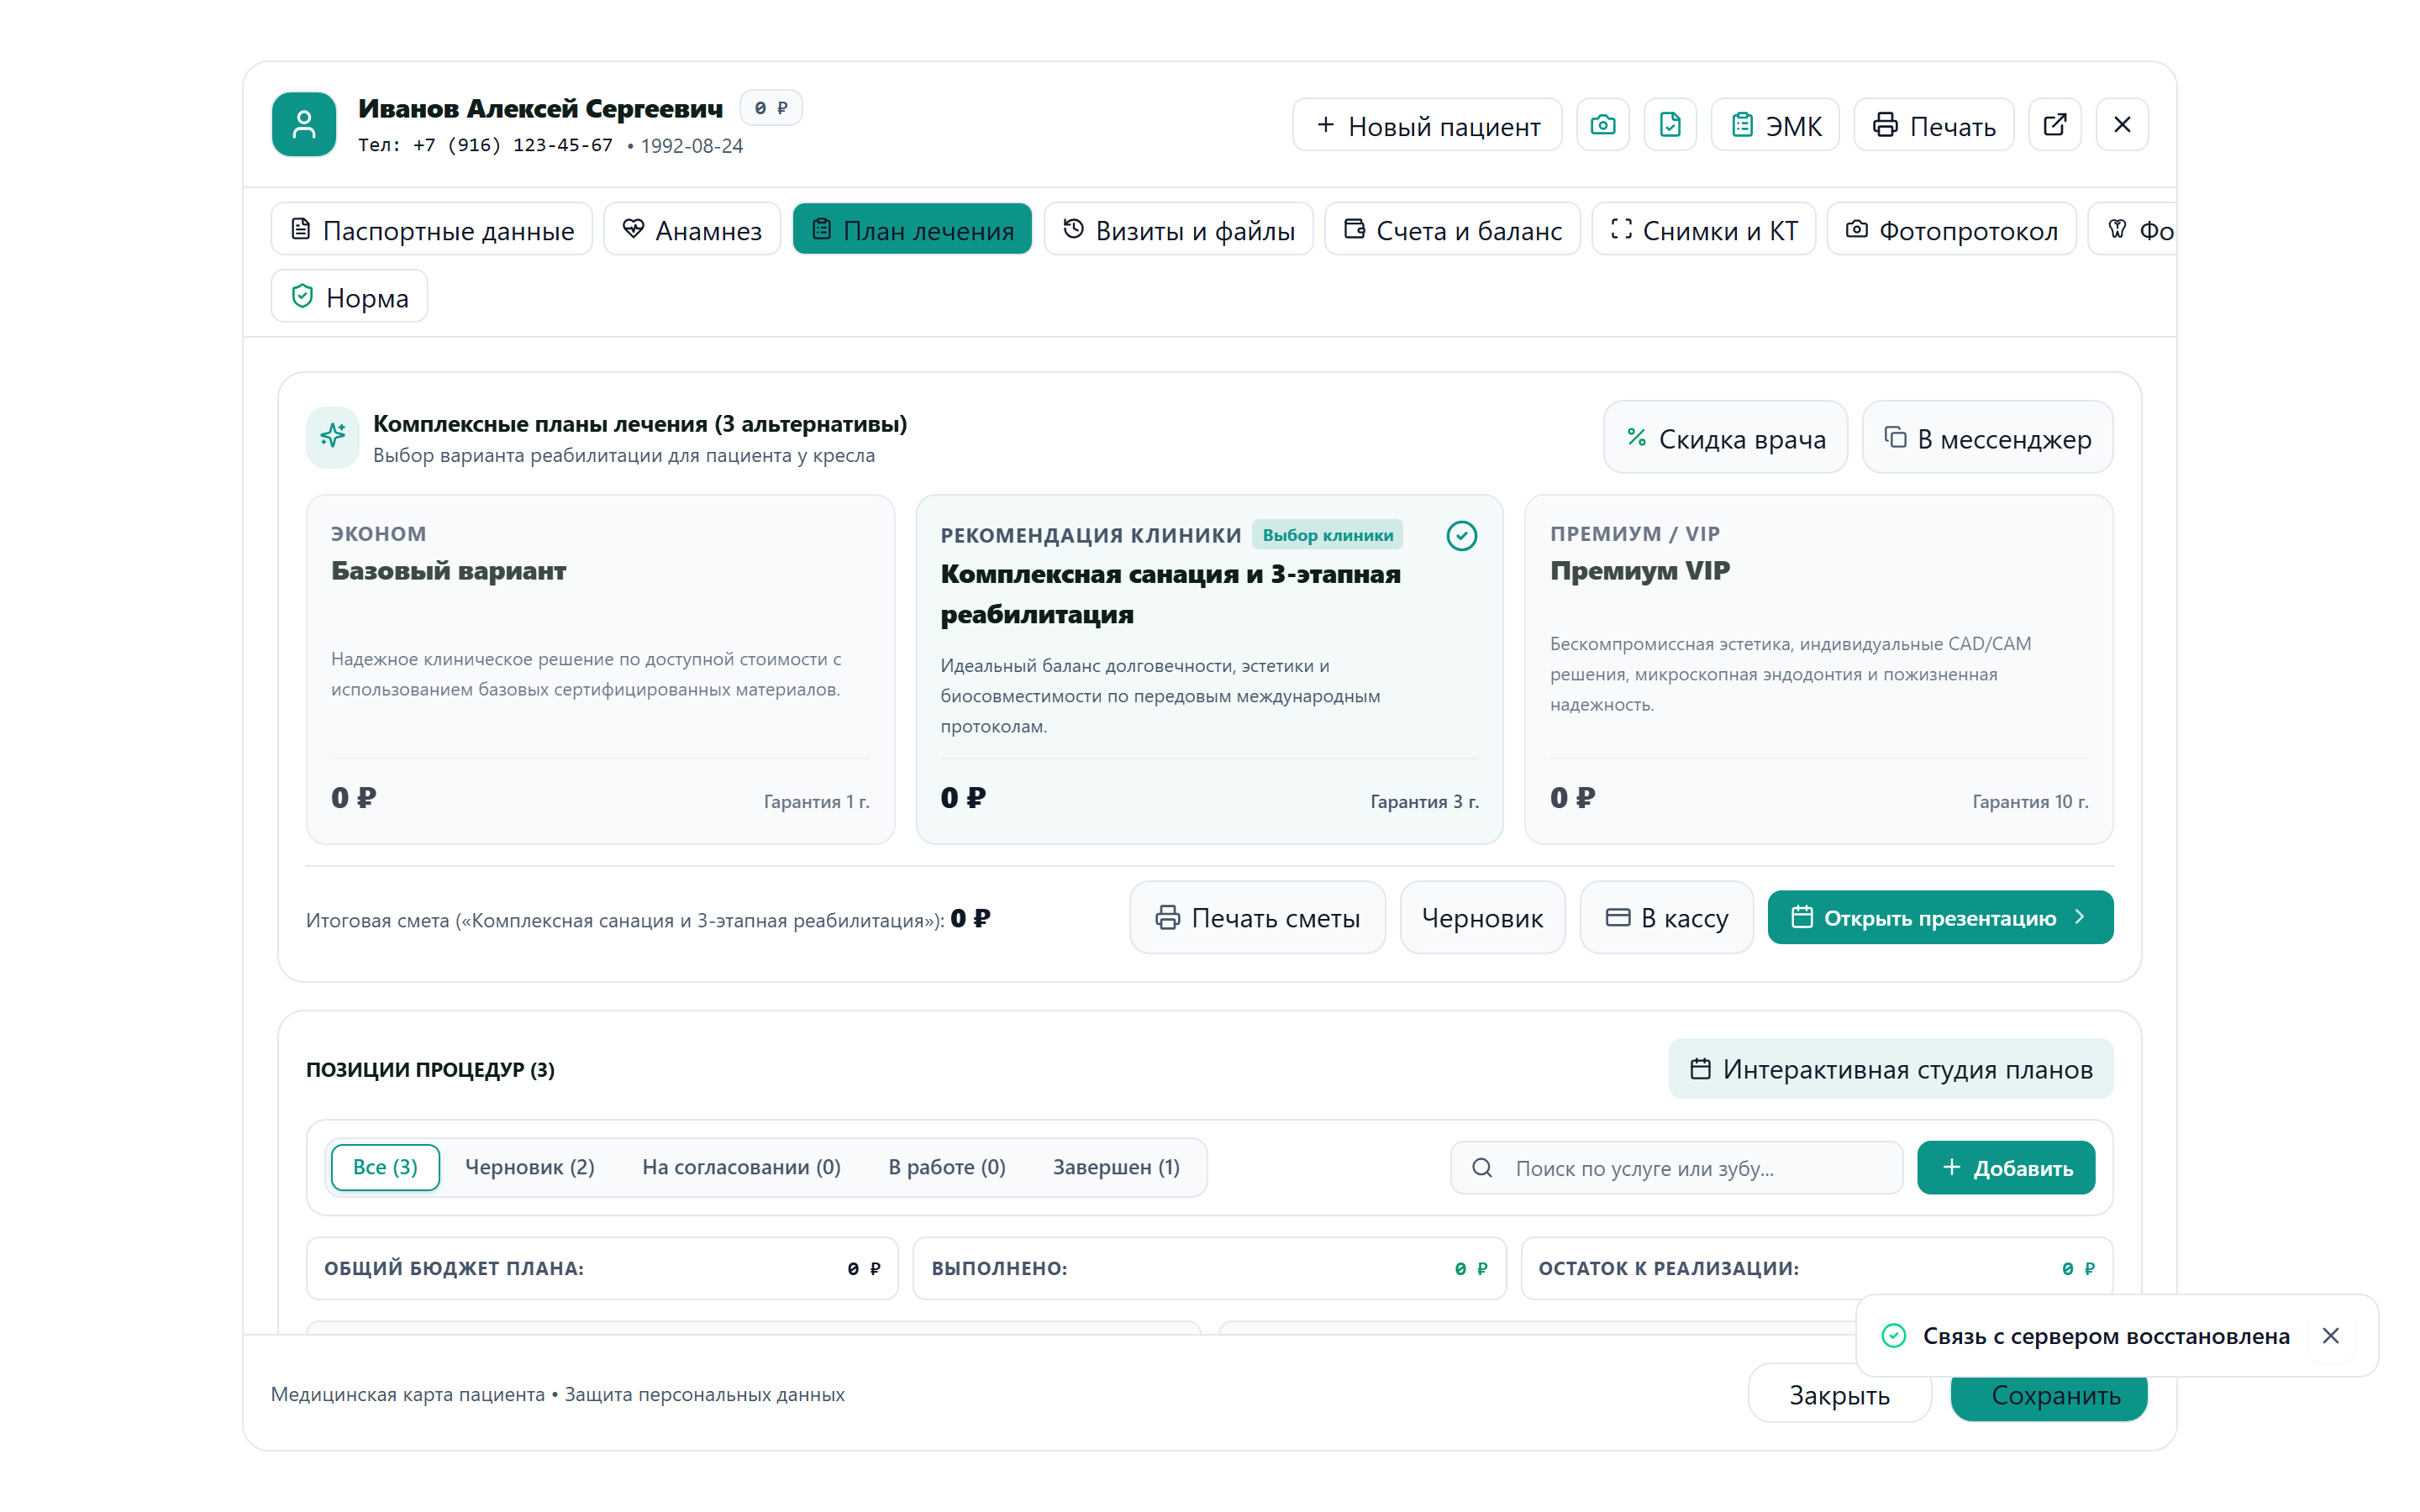 Иванов Алексей Сергеевич 0 ₽
Тел: +7 (916) 123-45-67 • 1992-08-24
Новый пациент
ЭМК
Печать
Паспортные данные
Анамнез
План лечения
Визиты и файлы
Счета и баланс
Снимки и КТ
Фотопротокол
Фо
Норма
Комплексные планы лечения (3 альтернативы)
Выбор варианта реабилитации для пациента у кресла
Скидка врача
В мессенджер
ЭКОНОМ
Базовый вариант
Надежное клиническое решение по доступной стоимости с
использованием базовых сертифицированных материалов.
0 ₽ Гарантия 1 г.
РЕКОМЕНДАЦИЯ КЛИНИКИ Выбор клиники
Комплексная санация и 3-этапная
реабилитация
Идеальный баланс долговечности, эстетики и
биосовместимости по передовым международным
протоколам.
0 ₽ Гарантия 3 г.
ПРЕМИУМ / VIP
Премиум VIP
Бескомпромиссная эстетика, индивидуальные CAD/CAM
решения, микроскопная эндодонтия и пожизненная
надежность.
0 ₽ Гарантия 10 г.
Итоговая смета («Комплексная санация и 3-этапная реабилитация»): 0 ₽
Печать сметы
Черновик
В кассу
Открыть презентацию
ПОЗИЦИИ ПРОЦЕДУР (3)
Интерактивная студия планов
Все (3)
Черновик (2)
На согласовании (0)
В работе (0)
Завершен (1)
Поиск по услуге или зубу...
Добавить
ОБЩИЙ БЮДЖЕТ ПЛАНА: 0 ₽
ВЫПОЛНЕНО: 0 ₽
ОСТАТОК К РЕАЛИЗАЦИИ: 0 ₽
Связь с сервером восстановлена
Медицинская карта пациента • Защита персональных данных
Закрыть
Сохранить